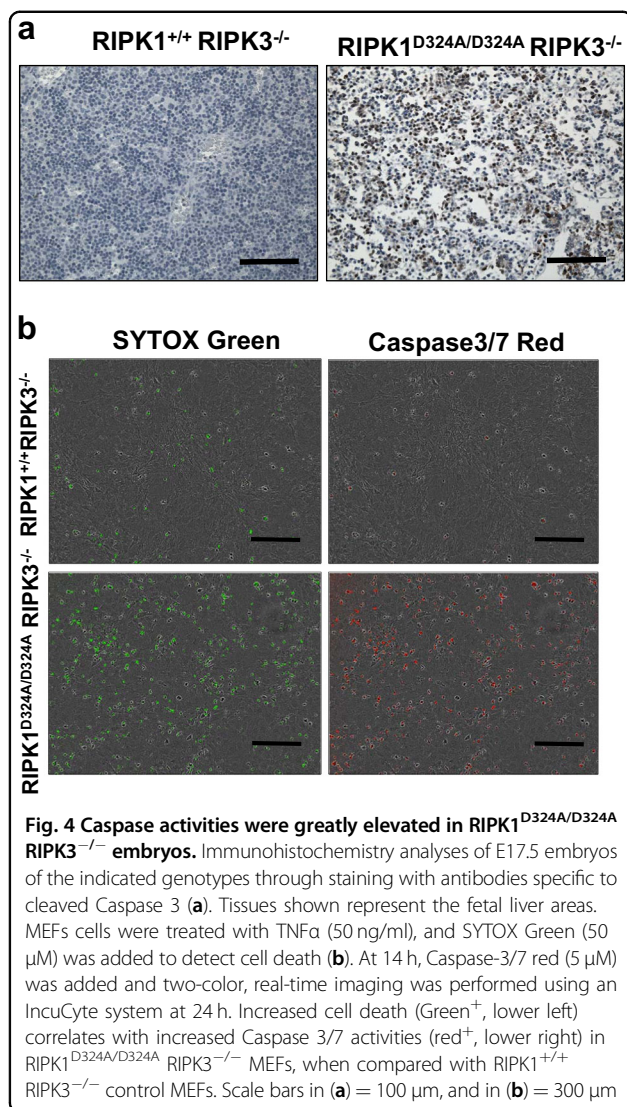 a
RIPK1+/+ RIPK3-/-
RIPK1D324A/D324A RIPK3-/-
b
SYTOX Green
Caspase3/7 Red
RIPK1+/+RIPK3-/-
RIPK1D324A/D324A RIPK3-/-
Fig. 4 Caspase activities were greatly elevated in RIPK1D324A/D324A
RIPK3−/− embryos. Immunohistochemistry analyses of E17.5 embryos
of the indicated genotypes through staining with antibodies specific to
cleaved Caspase 3 (a). Tissues shown represent the fetal liver areas.
MEFs cells were treated with TNFα (50 ng/ml), and SYTOX Green (50
μM) was added to detect cell death (b). At 14 h, Caspase-3/7 red (5 μM)
was added and two-color, real-time imaging was performed using an
IncuCyte system at 24 h. Increased cell death (Green+, lower left)
correlates with increased Caspase 3/7 activities (red+, lower right) in
RIPK1D324A/D324A RIPK3−/− MEFs, when compared with RIPK1+/+
RIPK3−/− control MEFs. Scale bars in (a) = 100 μm, and in (b) = 300 μm